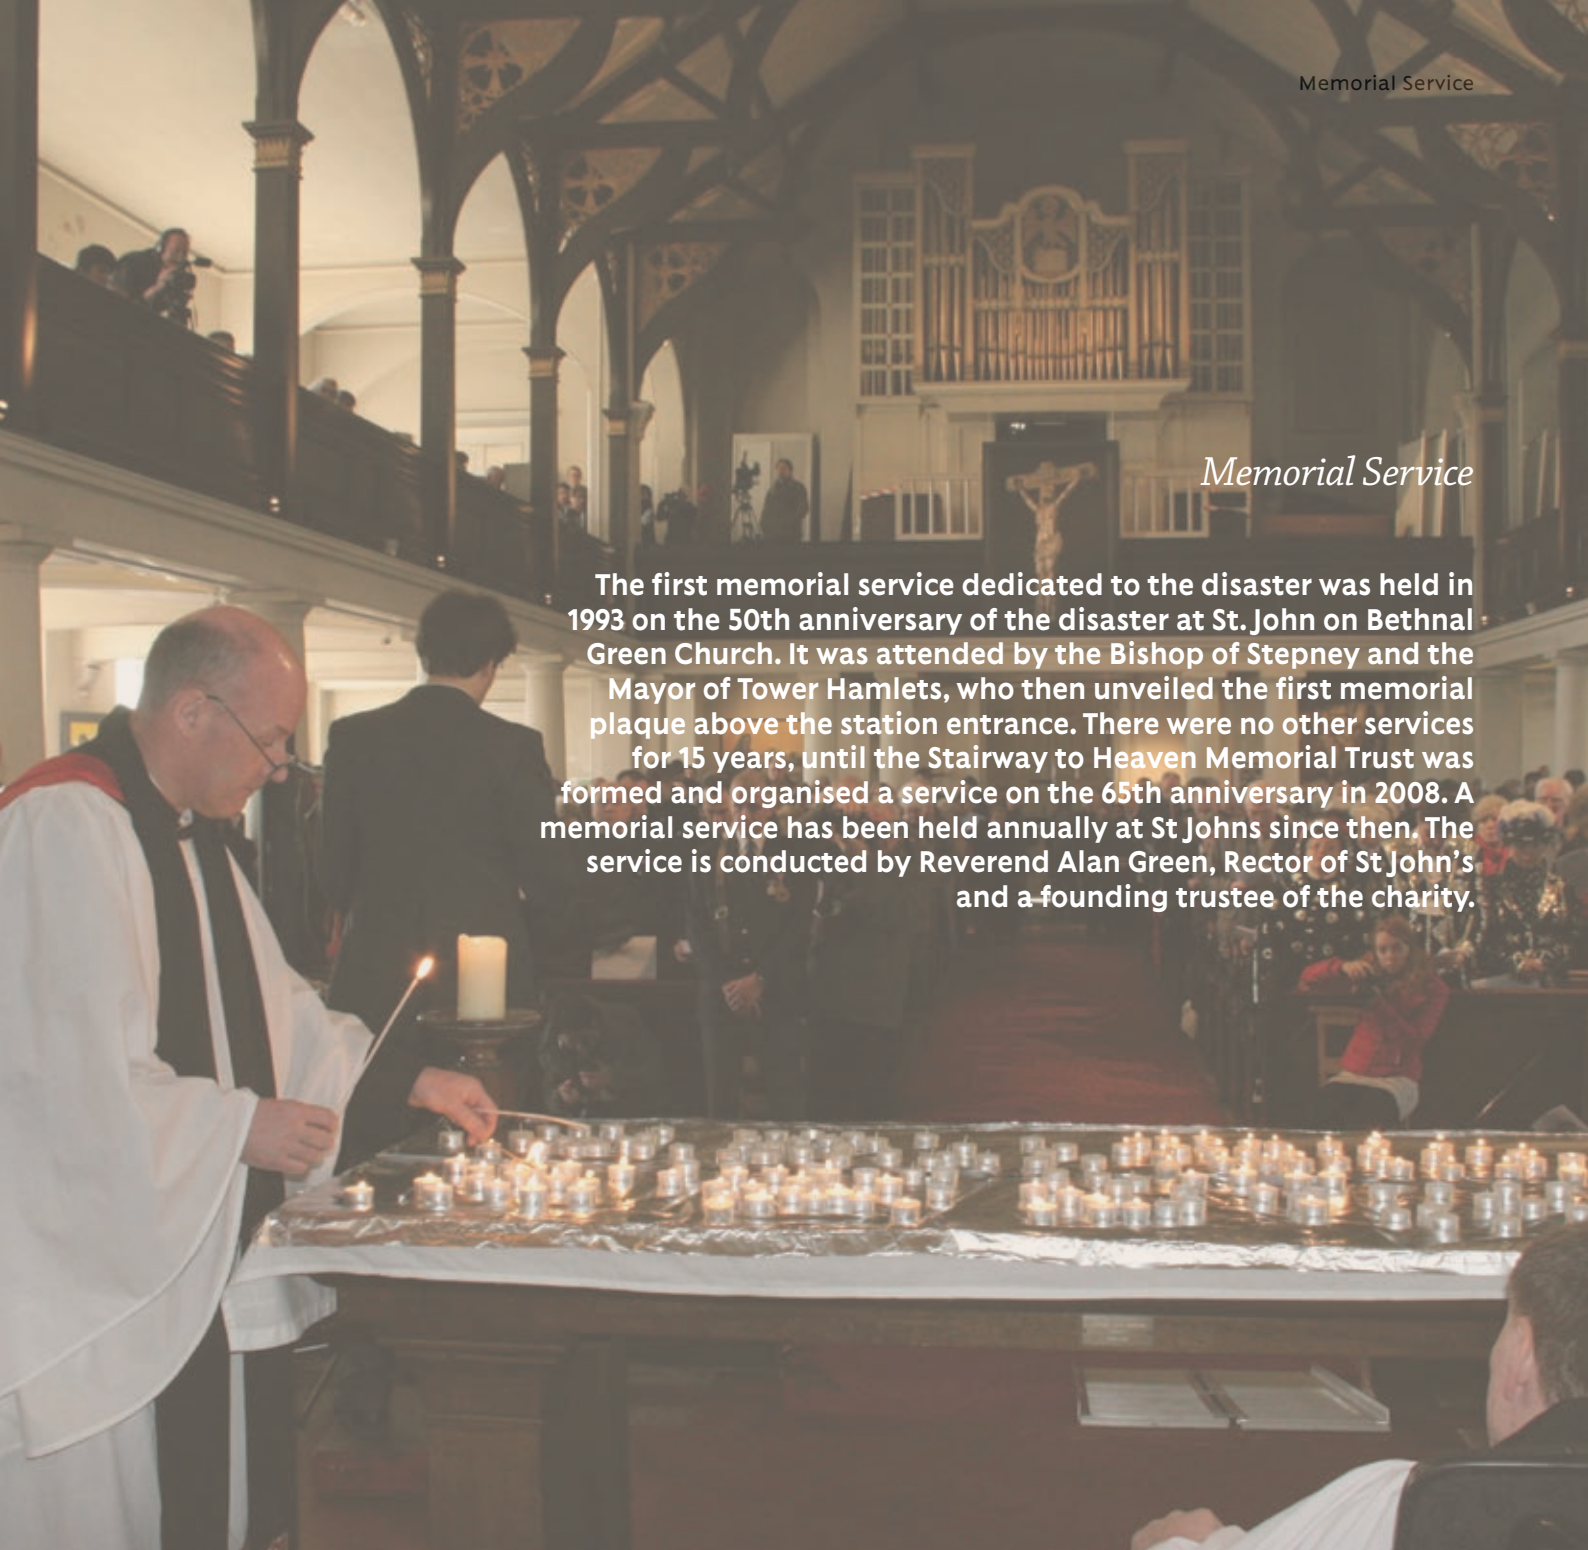 Memorial Service
Memorial Service
The first memorial service dedicated to the disaster was held in
1993 on the 50th anniversary of the disaster at St. John on Bethnal
Green Church. It was attended by the Bishop of Stepney and the
Mayor of Tower Hamlets, who then unveiled the first memorial
plaque above the station entrance. There were no other services
for 15 years, until the Stairway to Heaven Memorial Trust was
formed and organised a service on the 65th anniversary in 2008. A
memorial service has been held annually at St Johns since then. The
service is conducted by Reverend Alan Green, Rector of St John’s
and a founding trustee of the charity.